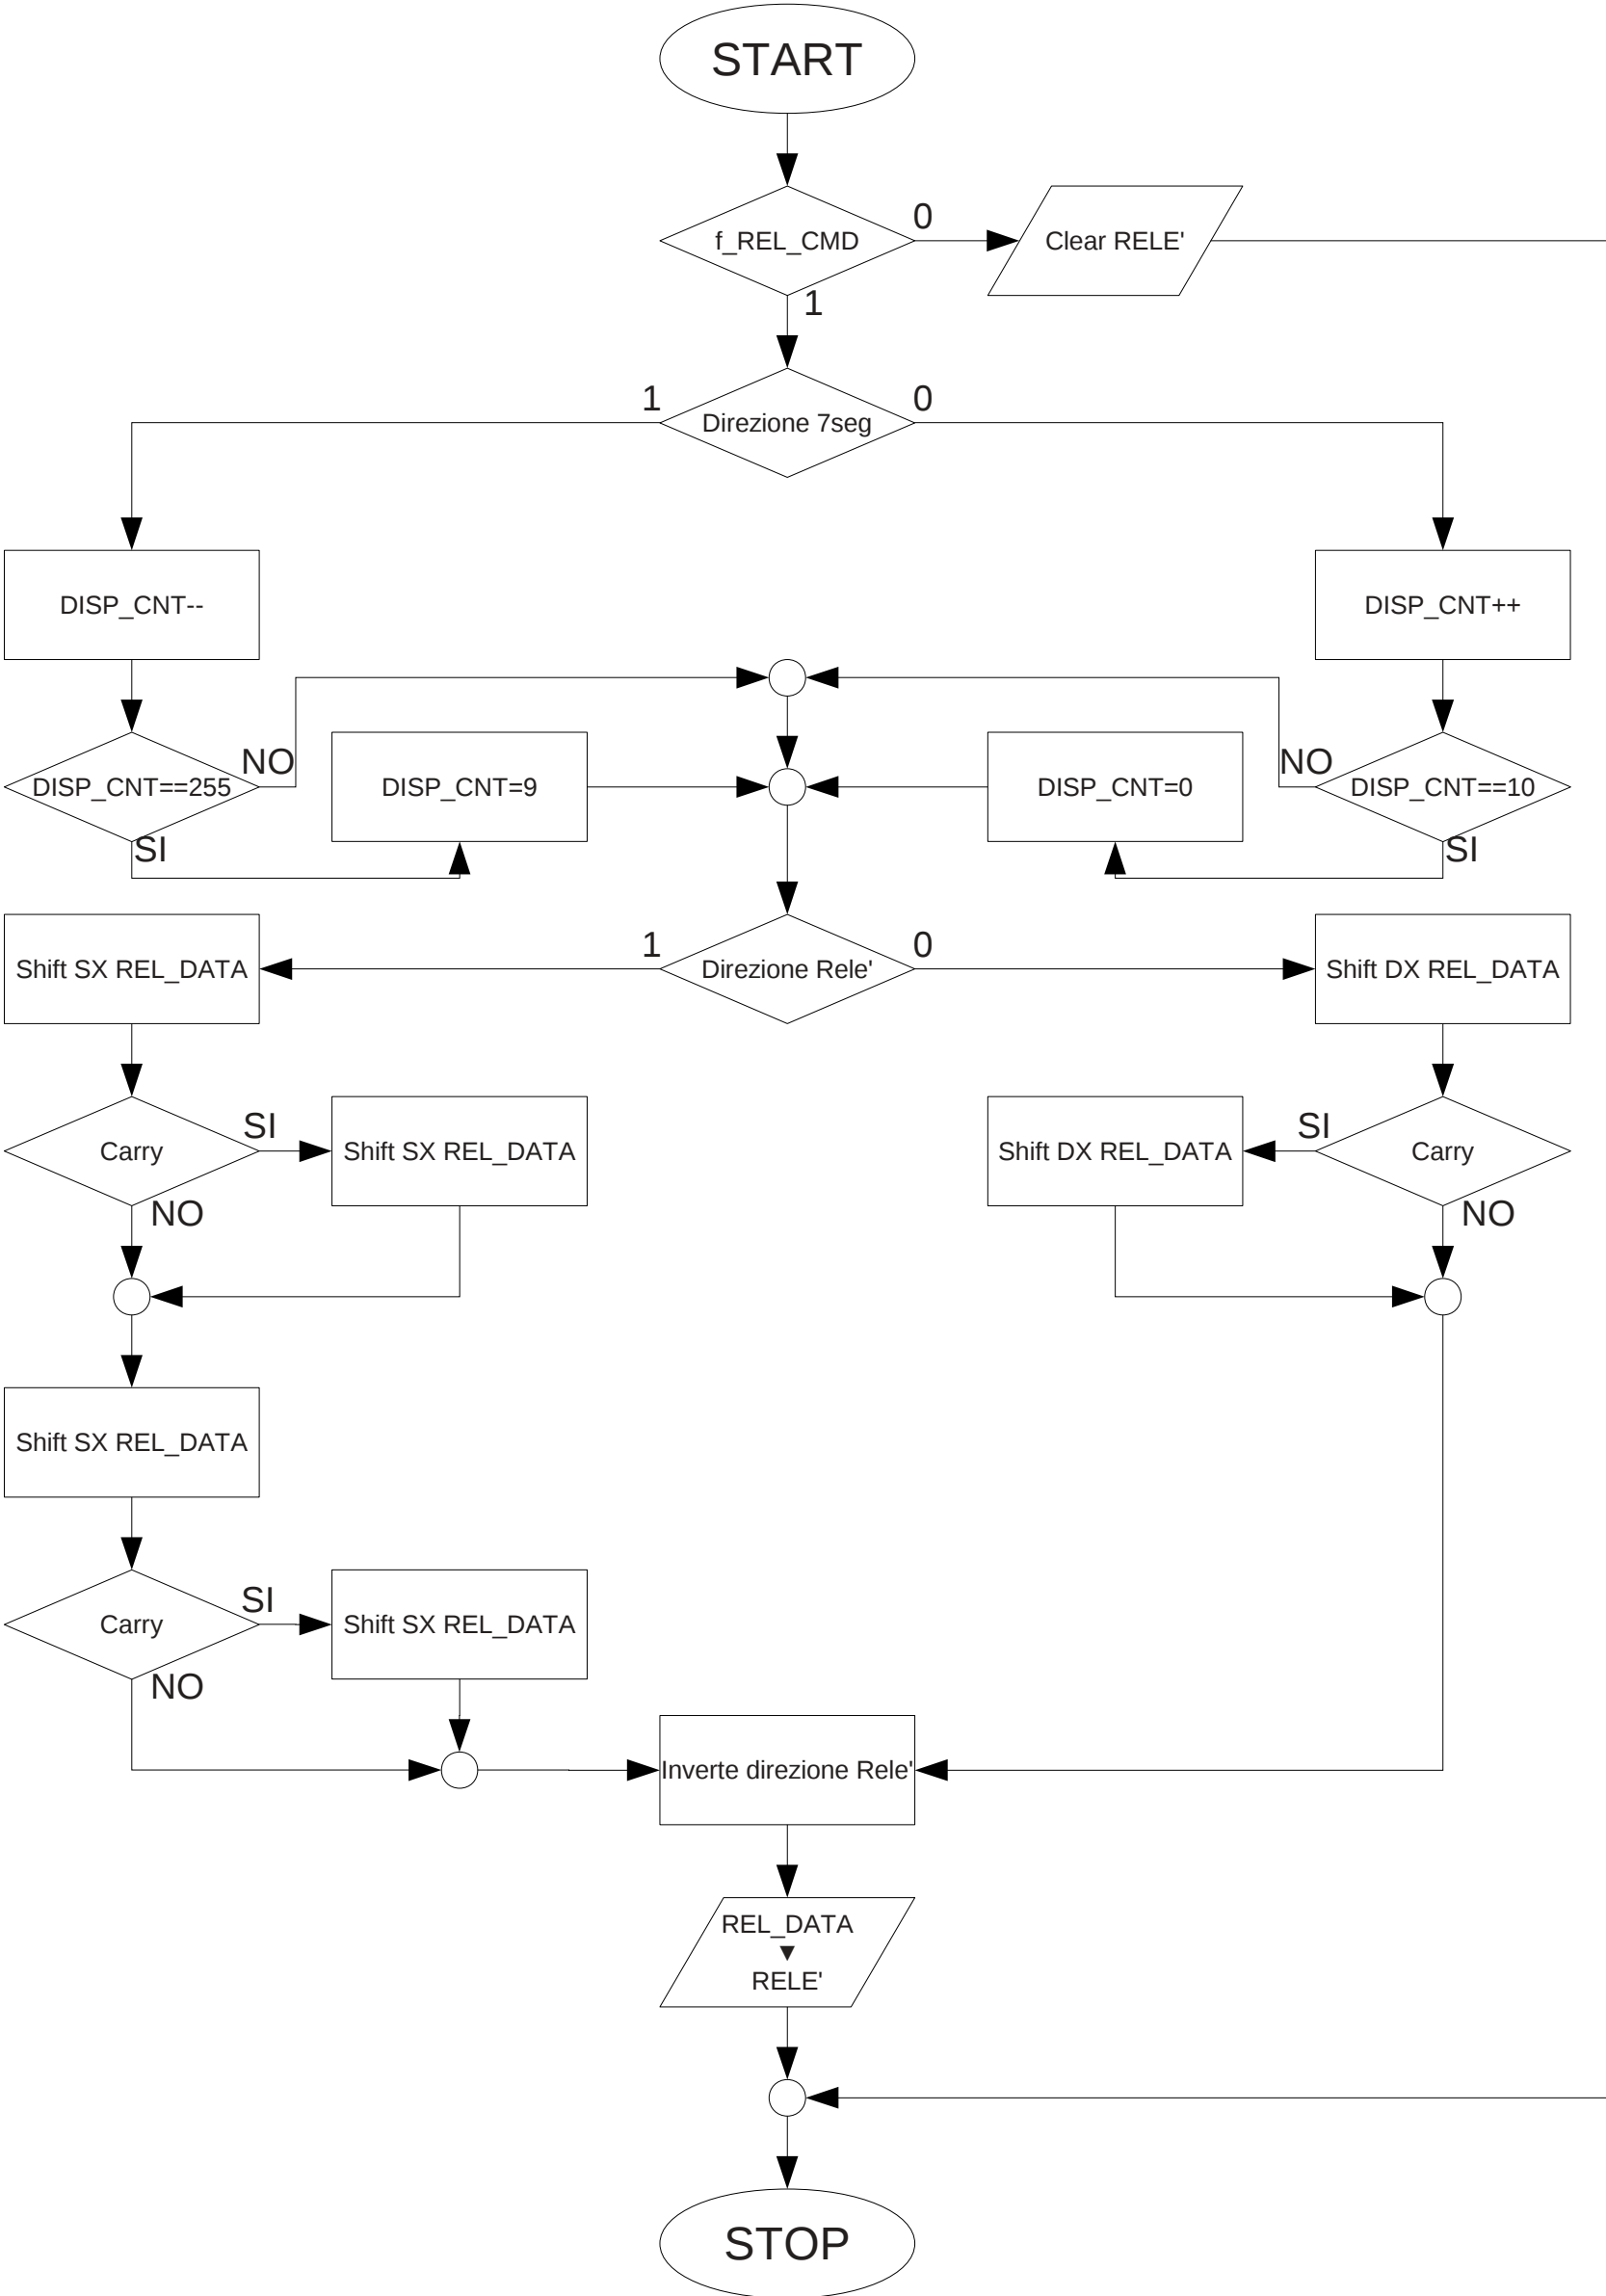 START
f_REL_CMD
0
Clear RELE'
1
1
Direzione 7seg
0
DISP_CNT--
DISP_CNT++
DISP_CNT==255
NO
DISP_CNT=9
DISP_CNT=0
NO
DISP_CNT==10
SI
SI
Shift SX REL_DATA
1
Direzione Rele'
0
Shift DX REL_DATA
Carry
SI
Shift SX REL_DATA
Shift DX REL_DATA
SI
Carry
NO
NO
Shift SX REL_DATA
Carry
SI
Shift SX REL_DATA
NO
Inverte direzione Rele'
REL_DATA
▼
RELE'
STOP